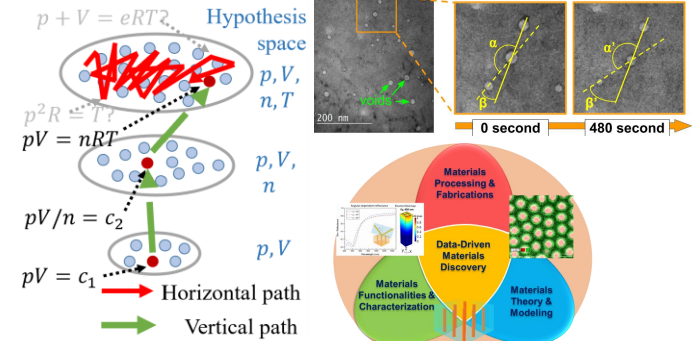 p + V = eRT?
Hypothesis
space
p, V,
n, T
p²R = T?
pV = nRT
p, V,
n
pV/n = c₂
p, V
pV = c₁
Horizontal path
Vertical path
voids
200 nm
α
β
α'
β'
0 second
480 second
Materials
Processing &
Fabrications
Data-Driven
Materials
Discovery
Materials
Functionalities &
Characterization
Materials
Theory &
Modeling